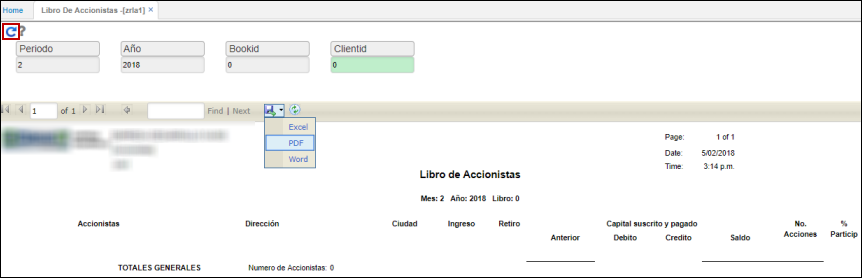 Home Libro De Accionistas -[zrla1] ×
?
Periodo Año Bookid Clientid
2 2018 0 0
1 of 1 Find | Next
Excel
PDF
Word
Page: 1 of 1
Date: 5/02/2018
Time: 3:14 p.m.
Libro de Accionistas
Mes: 2 Año: 2018 Libro: 0
Accionistas Dirección Ciudad Ingreso Retiro Capital suscrito y pagado No. %
Anterior Debito Credito Saldo Acciones Particip
TOTALES GENERALES Numero de Accionistas: 0